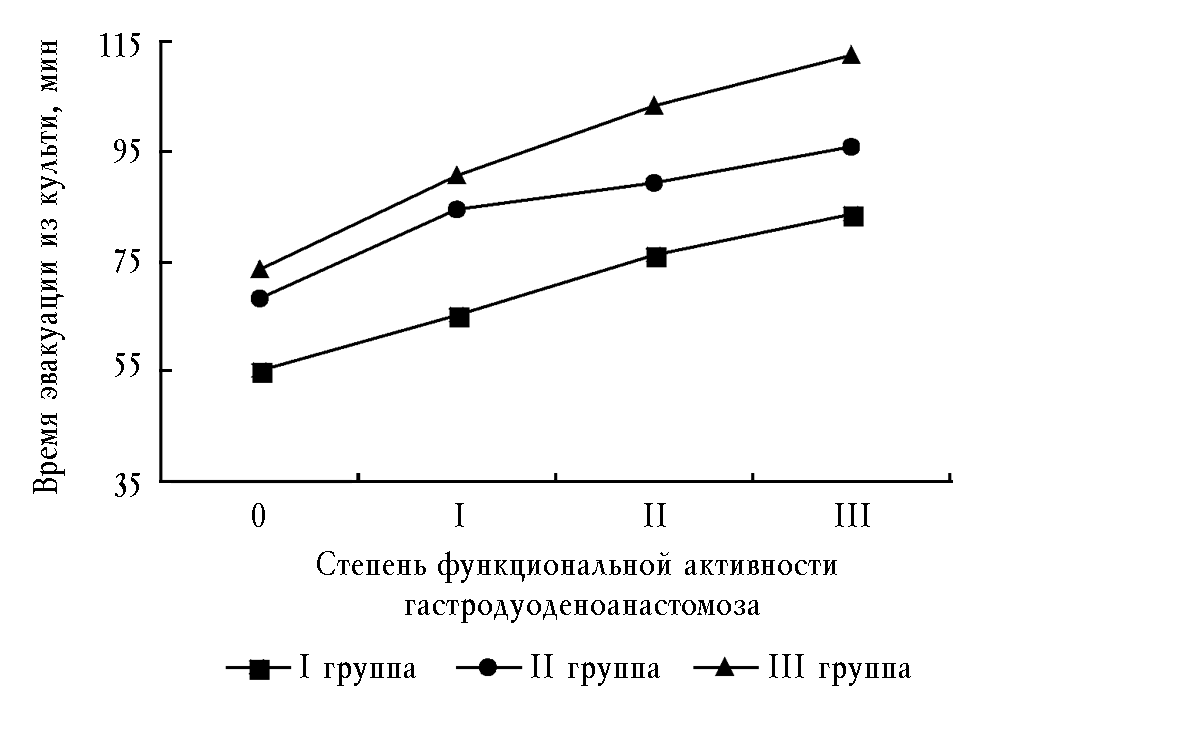 Время эвакуации из культи, мин
115
95
75
55
35
0 I II III
Степень функциональной активности
гастродуоденоанастомоза
I группа II группа III группа